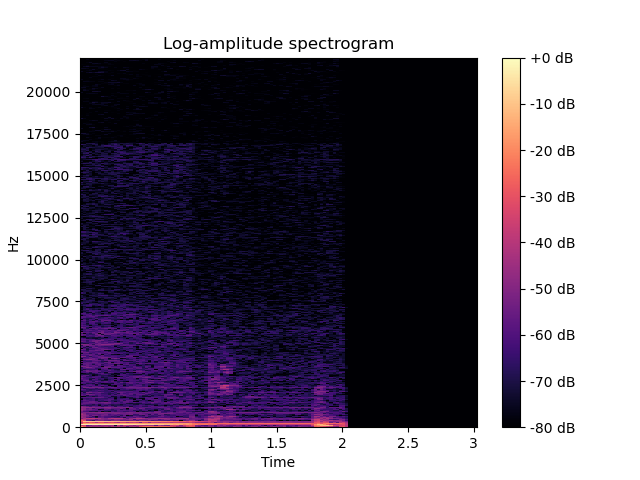 Log-amplitude spectrogram
Hz
20000
17500
15000
12500
10000
7500
5000
2500
0
0
0.5
1
1.5
2
2.5
3
Time
+0 dB
-10 dB
-20 dB
-30 dB
-40 dB
-50 dB
-60 dB
-70 dB
-80 dB